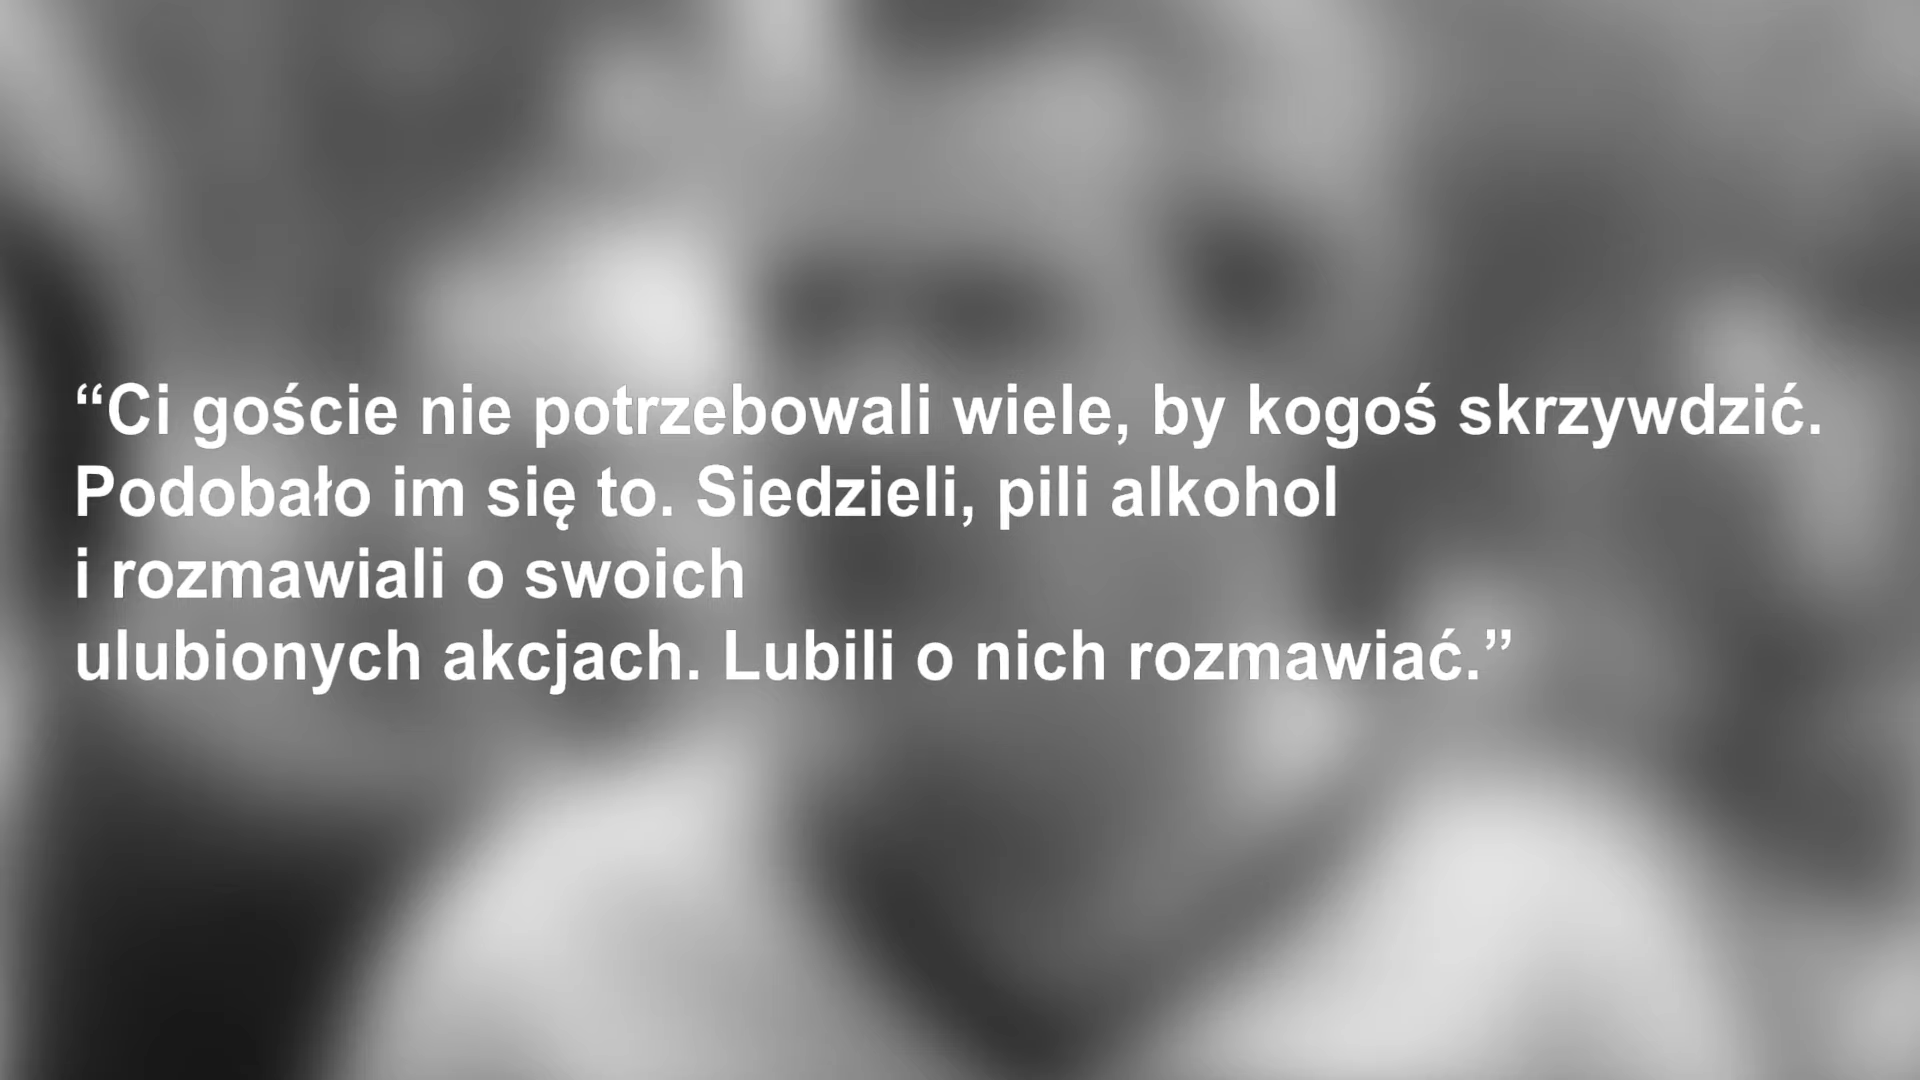 “Ci goście nie potrzebowali wiele, by kogoś skrzywdzić.
Podobało im się to. Siedzieli, pili alkohol
i rozmawiali o swoich
ulubionych akcjach. Lubili o nich rozmawiać.”